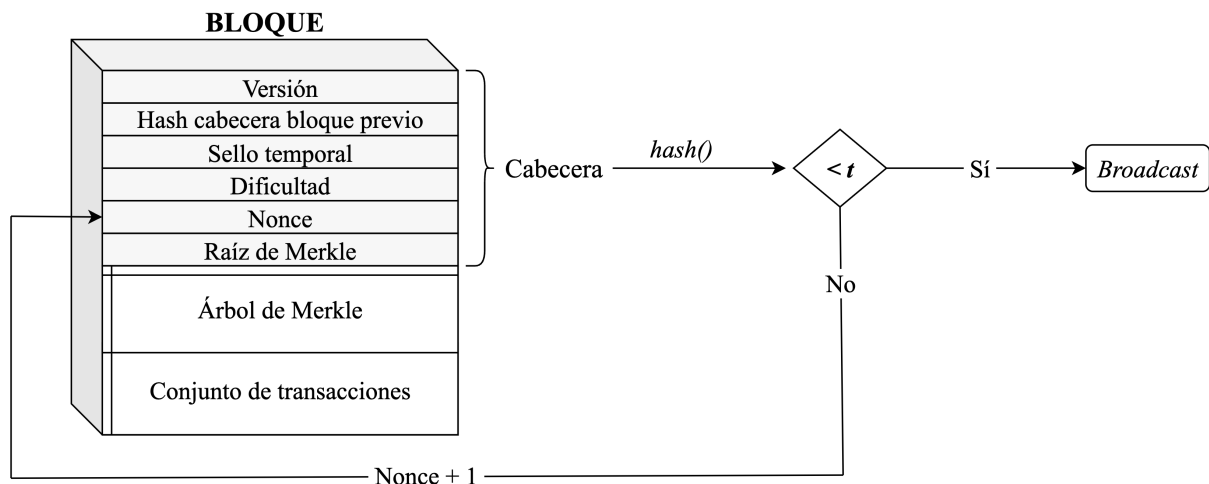 BLOQUE
Versión
Hash cabecera bloque previo
Sello temporal
Dificultad
Nonce
Raíz de Merkle
Árbol de Merkle
Conjunto de transacciones
Cabecera
hash()
< t
Sí
Broadcast
No
Nonce + 1